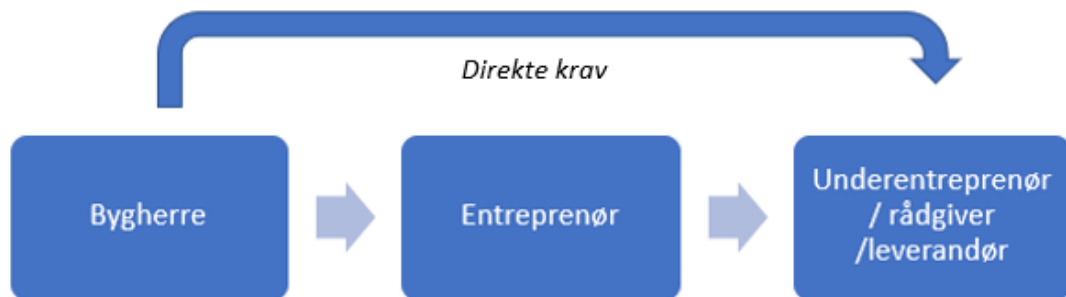 Direkte krav
Bygherre
Entreprenør
Underentreprenør
/ rådgiver
/leverandør